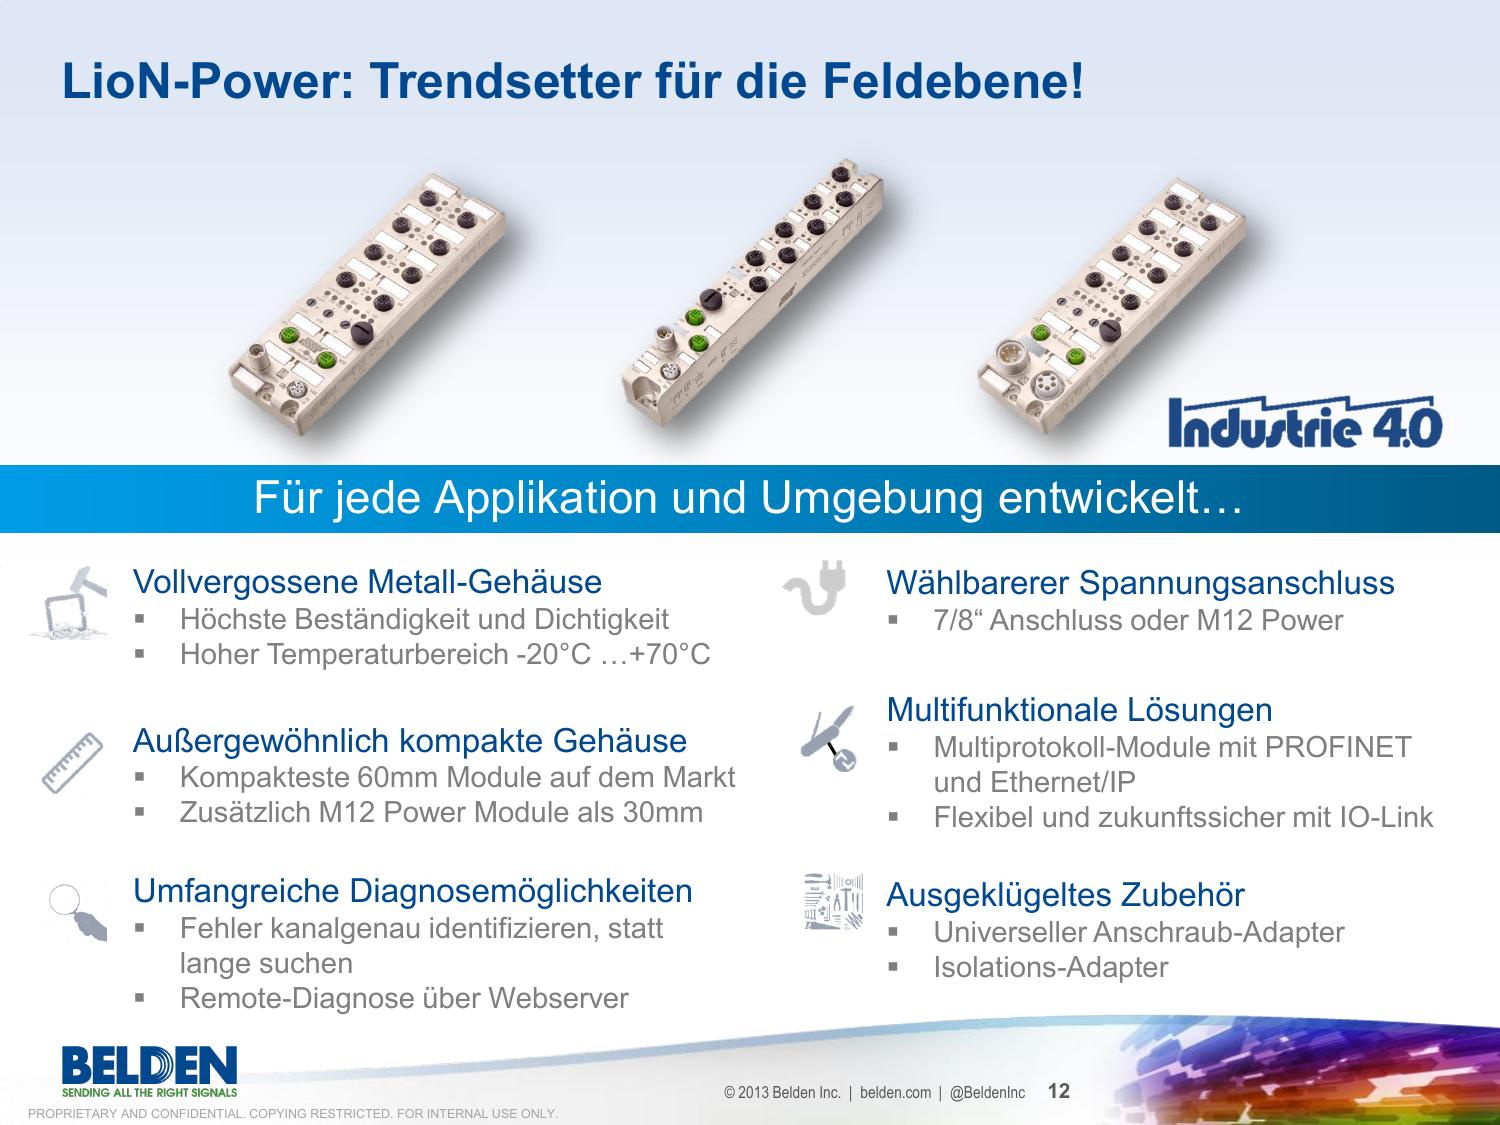 LioN-Power: Trendsetter für die Feldebene!
Industrie 4.0
Für jede Applikation und Umgebung entwickelt…
Vollvergossene Metall-Gehäuse
▪ Höchste Beständigkeit und Dichtigkeit
▪ Hoher Temperaturbereich -20°C …+70°C
Außergewöhnlich kompakte Gehäuse
▪ Kompakteste 60mm Module auf dem Markt
▪ Zusätzlich M12 Power Module als 30mm
Umfangreiche Diagnosemöglichkeiten
▪ Fehler kanalgenau identifizieren, statt
lange suchen
▪ Remote-Diagnose über Webserver
Wählbarerer Spannungsanschluss
▪ 7/8“ Anschluss oder M12 Power
Multifunktionale Lösungen
▪ Multiprotokoll-Module mit PROFINET
und Ethernet/IP
▪ Flexibel und zukunftssicher mit IO-Link
Ausgeklügeltes Zubehör
▪ Universeller Anschraub-Adapter
▪ Isolations-Adapter
BELDEN
SENDING ALL THE RIGHT SIGNALS
© 2013 Belden Inc. | belden.com | @BeldenInc 12
PROPRIETARY AND CONFIDENTIAL. COPYING RESTRICTED. FOR INTERNAL USE ONLY.